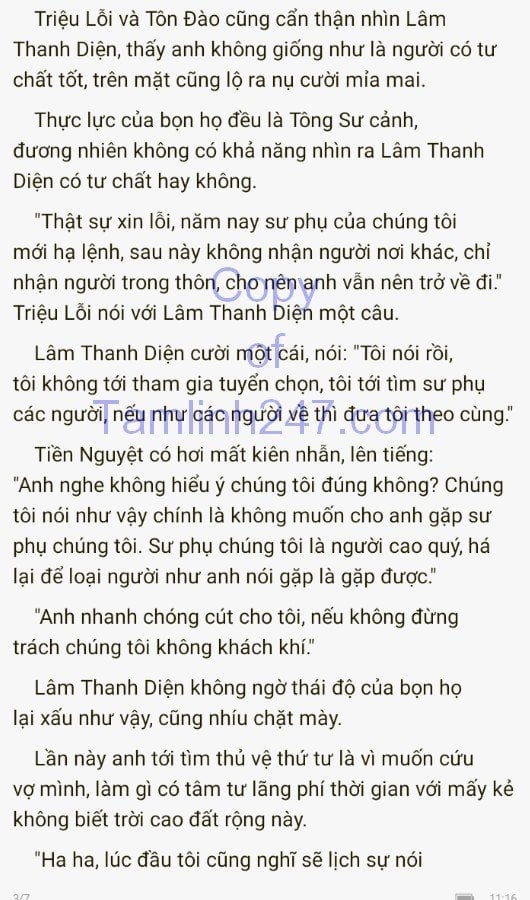 Triệu Lỗi và Tôn Đào cũng cẩn thận nhìn Lâm
Thanh Diện, thấy anh không giống như là người có tư
chất tốt, trên mặt cũng lộ ra nụ cười mỉa mai.
Thực lực của bọn họ đều là Tông Sư cảnh,
đương nhiên không có khả năng nhìn ra Lâm Thanh
Diện có tư chất hay không.
"Thật sự xin lỗi, năm nay sư phụ của chúng tôi
mới hạ lệnh, sau này không nhận người nơi khác, chỉ
nhận người trong thôn, cho nên anh vẫn nên trở về đi."
Copy
Triệu Lỗi nói với Lâm Thanh Diện một câu.
of
Lâm Thanh Diện cười một cái, nói: "Tôi nói rồi,
tôi không tới tham gia tuyển chọn, tôi tới tìm sư phụ
các người, nếu như các người về thì đưa tôi theo cùng."
Tamlinh247.com
Tiền Nguyệt có hơi mất kiên nhẫn, lên tiếng:
"Anh nghe không hiểu ý chúng tôi đúng không? Chúng
tôi nói như vậy chính là không muốn cho anh gặp sư
phụ chúng tôi. Sư phụ chúng tôi là người cao quý, há
lại để loại người như anh nói gặp là gặp được."
"Anh nhanh chóng cút cho tôi, nếu không đừng
trách chúng tôi không khách khí."
Lâm Thanh Diện không ngờ thái độ của bọn họ
lại xấu như vậy, cũng nhíu chặt mày.
Lần này anh tới tìm thủ vệ thứ tư là vì muốn cứu
vợ mình, làm gì có tâm tư lãng phí thời gian với mấy kẻ
không biết trời cao đất rộng này.
"Ha ha, lúc đầu tôi cũng nghĩ sẽ lịch sự nói
3/7
11:16